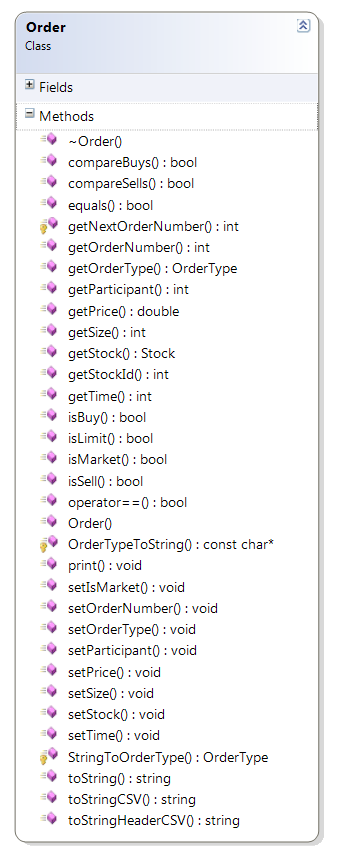 Order
Class
Fields
Methods
~Order()
compareBuys() : bool
compareSells() : bool
equals() : bool
getNextOrderNumber() : int
getOrderNumber() : int
getOrderType() : OrderType
getParticipant() : int
getPrice() : double
getSize() : int
getStock() : Stock
getStockId() : int
getTime() : int
isBuy() : bool
isLimit() : bool
isMarket() : bool
isSell() : bool
operator==() : bool
Order()
OrderTypeToString() : const char*
print() : void
setIsMarket() : void
setOrderNumber() : void
setOrderType() : void
setParticipant() : void
setPrice() : void
setSize() : void
setStock() : void
setTime() : void
StringToOrderType() : OrderType
toString() : string
toStringCSV() : string
toStringHeaderCSV() : string